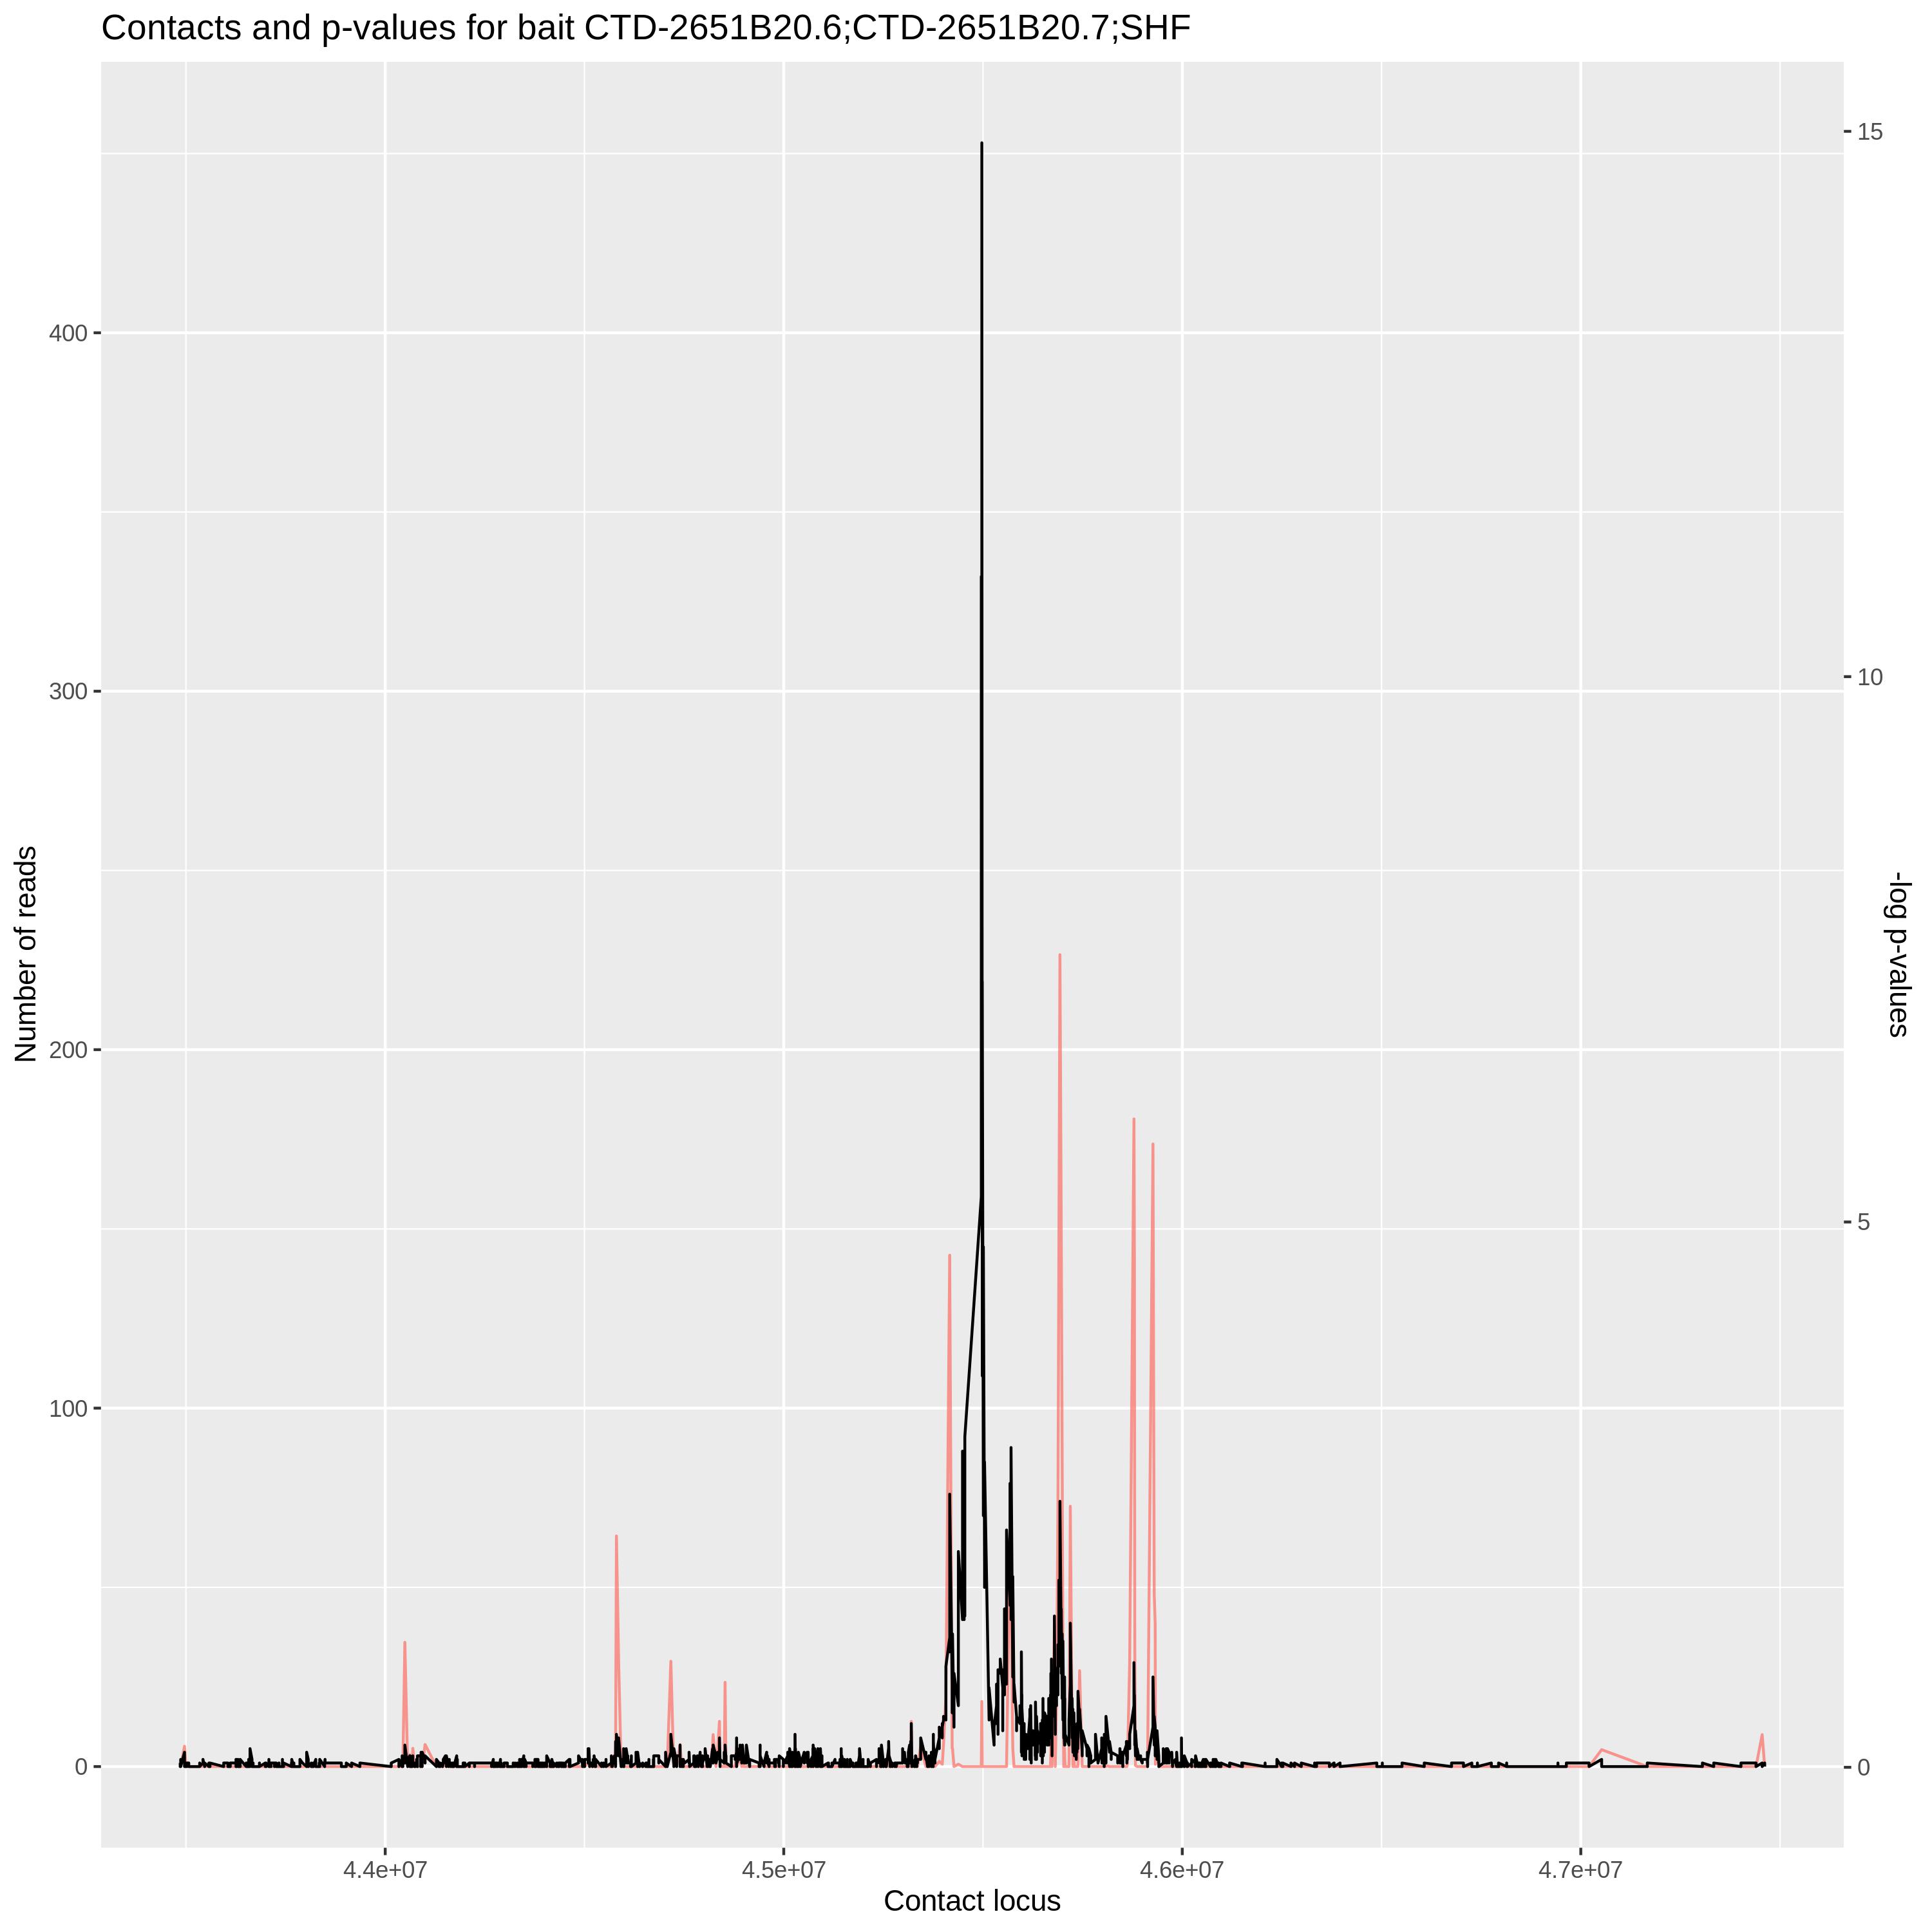 Contacts and p-values for bait CTD-2651B20.6;CTD-2651B20.7;SHF
Number of reads
400
300
200
100
0
15
10
5
0
-log p-values
4.4e+07 4.5e+07 4.6e+07 4.7e+07
Contact locus